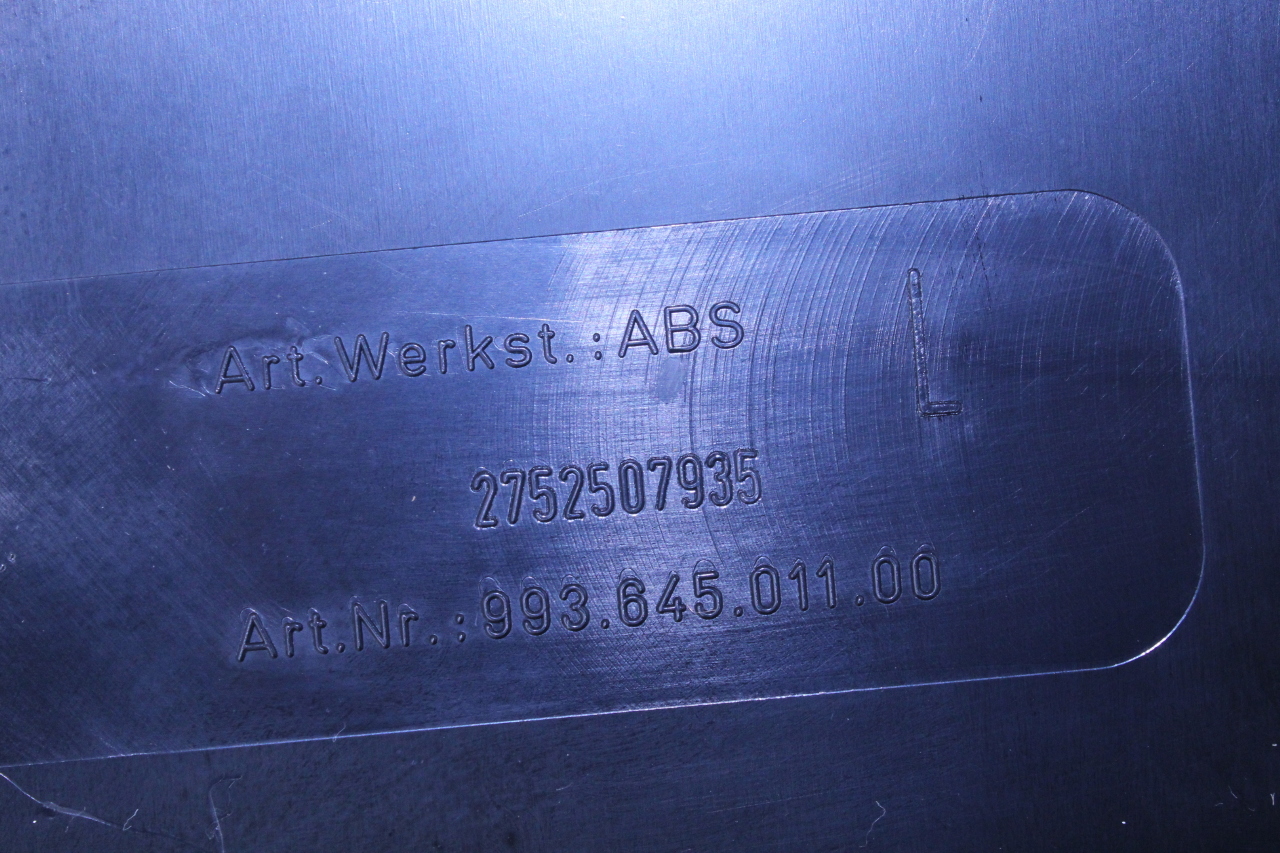 Art. Werkst.: ABS
L
2752507935
Art.Nr.: 993.645.011.00